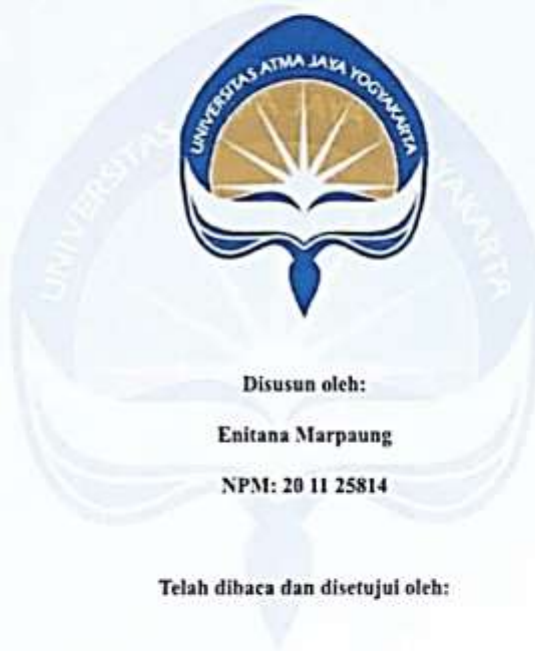 UNIVERSITAS ATMA JAYA YOGYAKARTA
Disusun oleh:
Enitana Marpaung
NPM: 20 11 25814
Telah dibaca dan disetujui oleh: